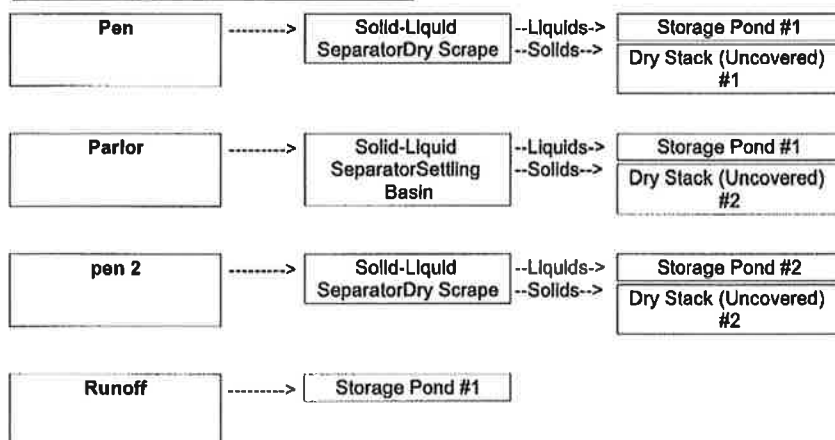 Pen --------> Solid-Liquid --Liquids-> Storage Pond #1
SeparatorDry Scrape --Solids--> Dry Stack (Uncovered)
#1
Parlor --------> Solid-Liquid --Liquids-> Storage Pond #1
SeparatorSettling --Solids--> Dry Stack (Uncovered)
Basin #2
pen 2 --------> Solid-Liquid --Liquids-> Storage Pond #2
SeparatorDry Scrape --Solids--> Dry Stack (Uncovered)
#2
Runoff --------> Storage Pond #1